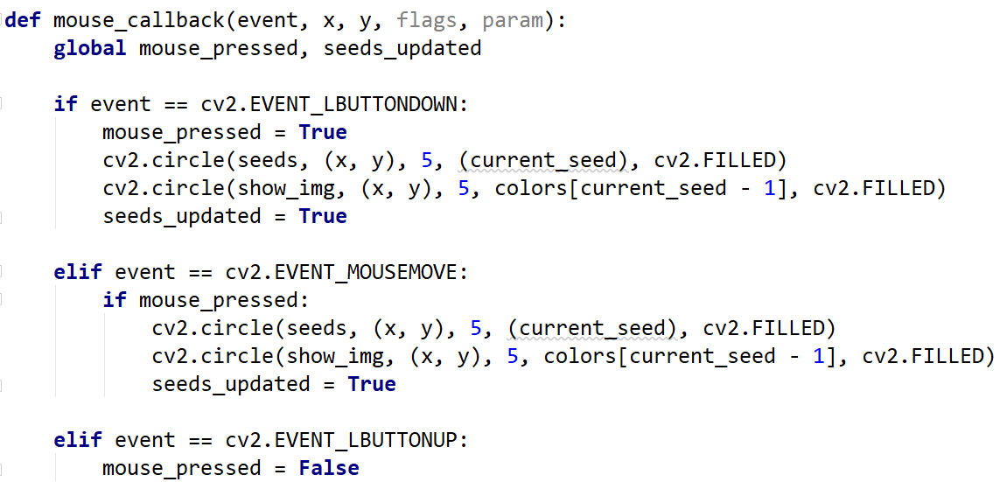 def mouse_callback(event, x, y, flags, param):
    global mouse_pressed, seeds_updated

    if event == cv2.EVENT_LBUTTONDOWN:
        mouse_pressed = True
        cv2.circle(seeds, (x, y), 5, (current_seed), cv2.FILLED)
        cv2.circle(show_img, (x, y), 5, colors[current_seed - 1], cv2.FILLED)
        seeds_updated = True

    elif event == cv2.EVENT_MOUSEMOVE:
        if mouse_pressed:
            cv2.circle(seeds, (x, y), 5, (current_seed), cv2.FILLED)
            cv2.circle(show_img, (x, y), 5, colors[current_seed - 1], cv2.FILLED)
            seeds_updated = True

    elif event == cv2.EVENT_LBUTTONUP:
        mouse_pressed = False